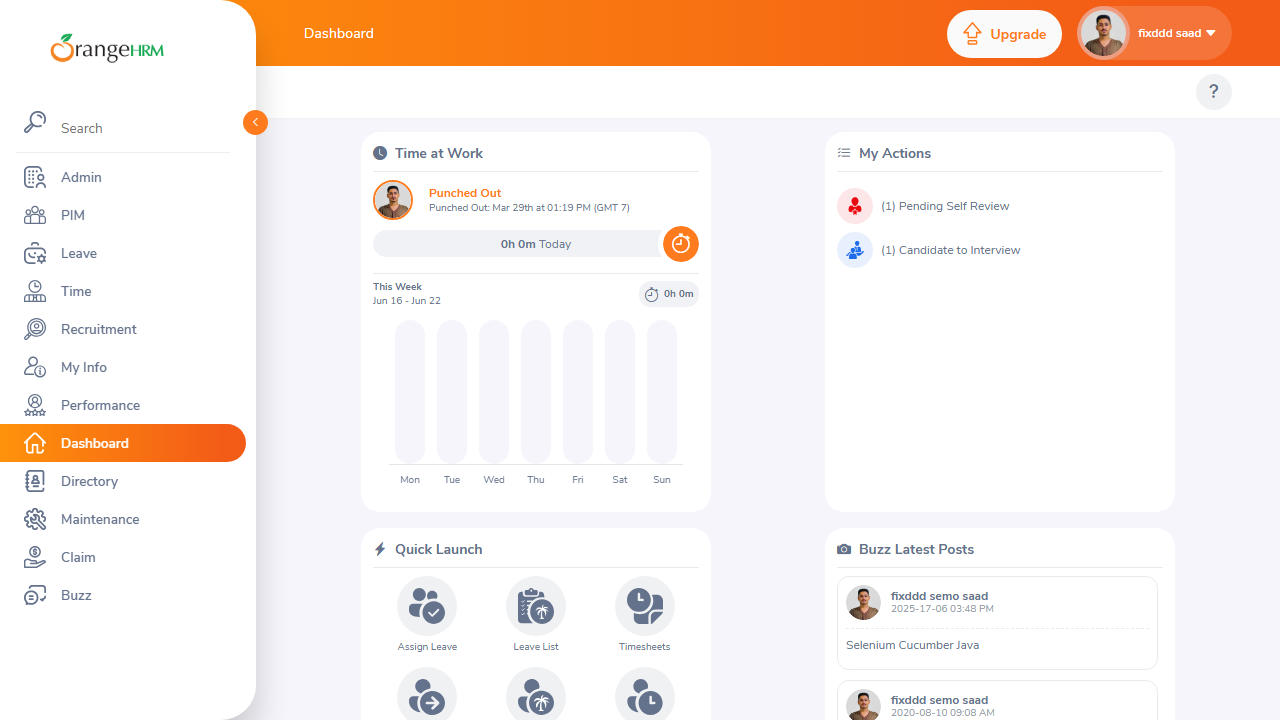 OrangeHRM
Dashboard
Upgrade
fixddd saad
?
Search
Admin
PIM
Leave
Time
Recruitment
My Info
Performance
Dashboard
Directory
Maintenance
Claim
Buzz
Time at Work
Punched Out
Punched Out: Mar 29th at 01:19 PM (GMT 7)
0h 0m Today
This Week
Jun 16 - Jun 22
0h 0m
Mon Tue Wed Thu Fri Sat Sun
My Actions
(1) Pending Self Review
(1) Candidate to Interview
Quick Launch
Assign Leave
Leave List
Timesheets
Buzz Latest Posts
fixddd semo saad
2025-17-06 03:48 PM
Selenium Cucumber Java
fixddd semo saad
2020-08-10 09:08 AM